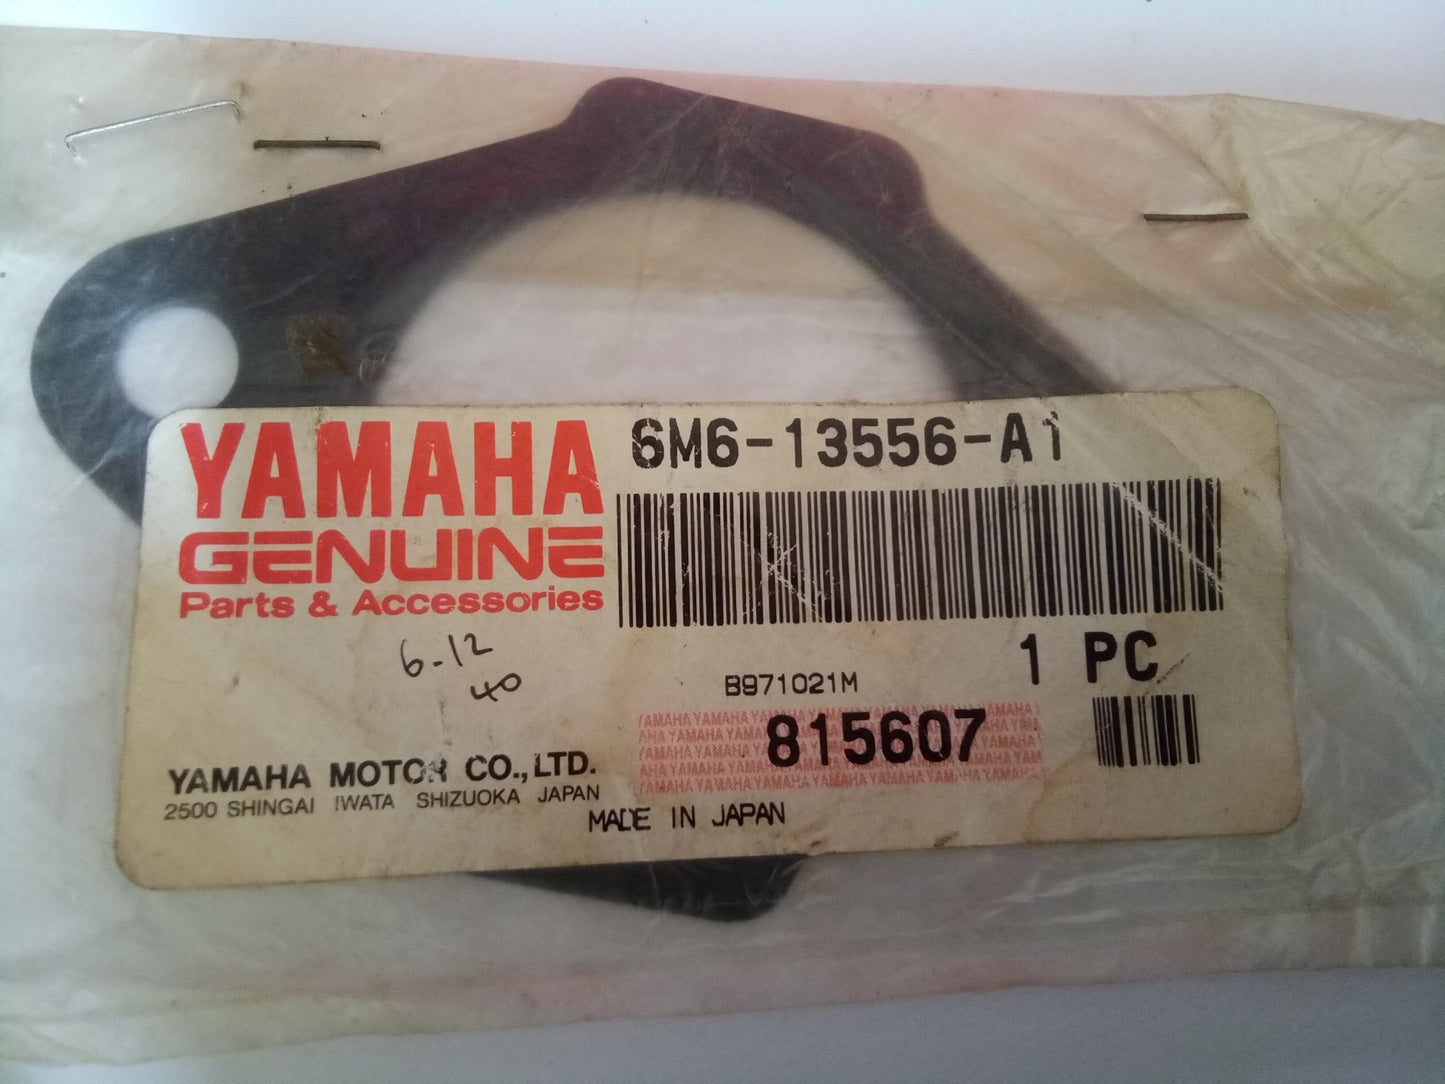 YAMAHA
GENUINE
Parts & Accessories
6M6-13556-A1
6-12
40
1 PC
B971021M
815607
YAMAHA MOTOR CO., LTD.
2500 SHINGAI IWATA SHIZUOKA JAPAN
MADE IN JAPAN